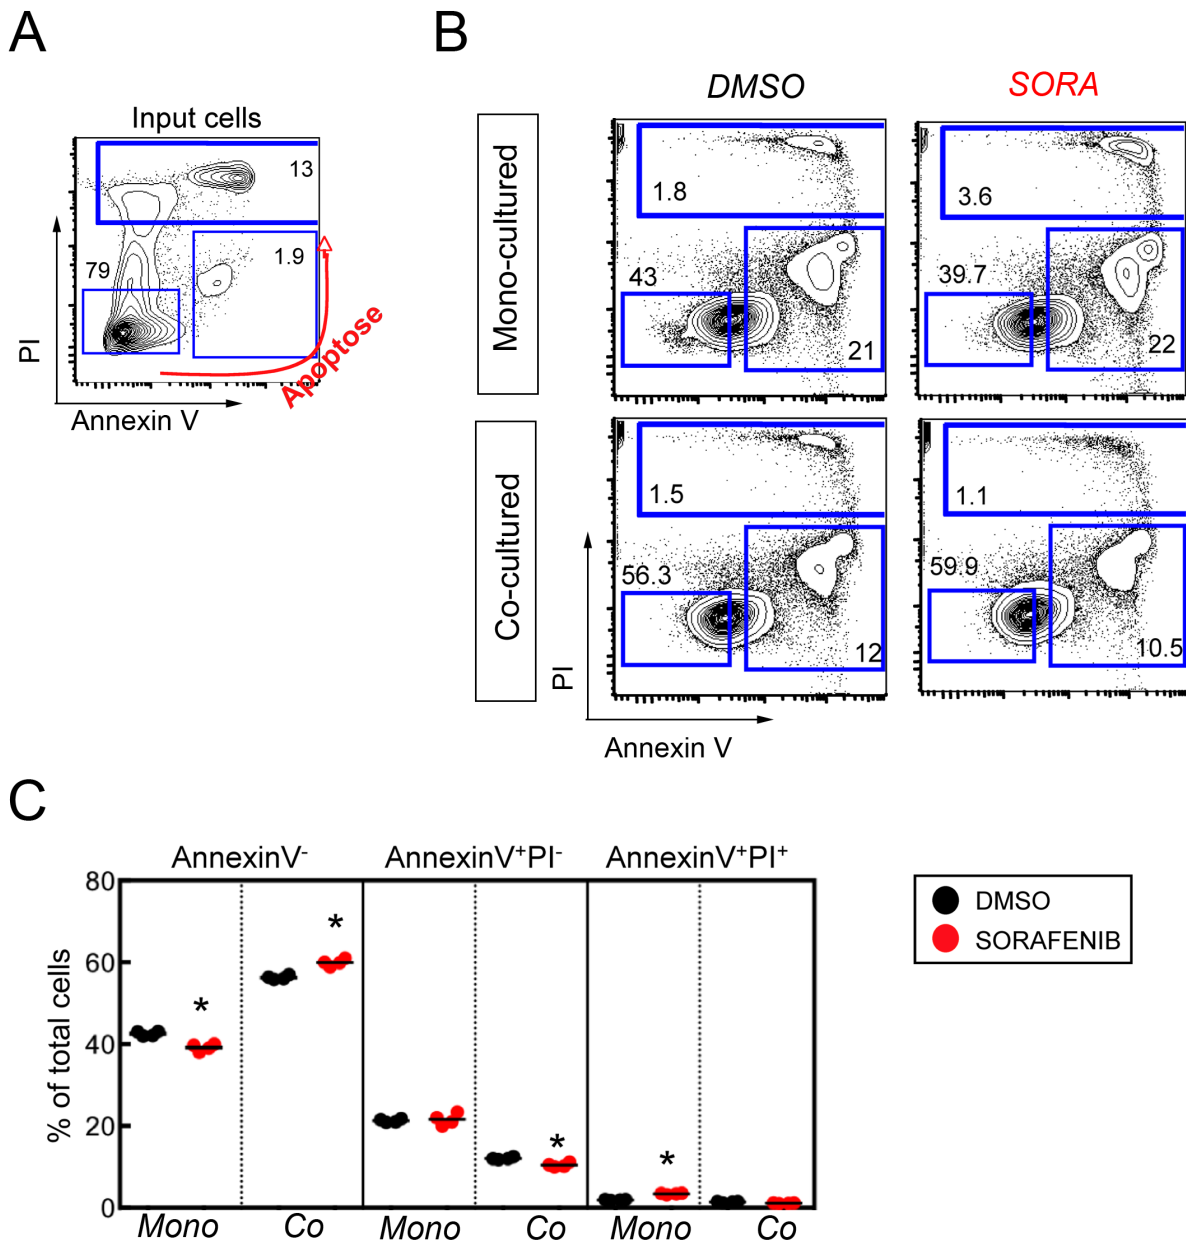 A
Input cells
13
79
1.9
PI
Annexin V
Apoptose
B
DMSO
SORA
Mono-cultured
1.8
43
21
3.6
39.7
22
Co-cultured
1.5
56.3
12
1.1
59.9
10.5
PI
Annexin V
C
AnnexinV⁻
AnnexinV⁺PI⁻
AnnexinV⁺PI⁺
% of total cells
80
60
40
20
0
*
*
*
*
Mono
Co
Mono
Co
Mono
Co
DMSO
SORAFENIB